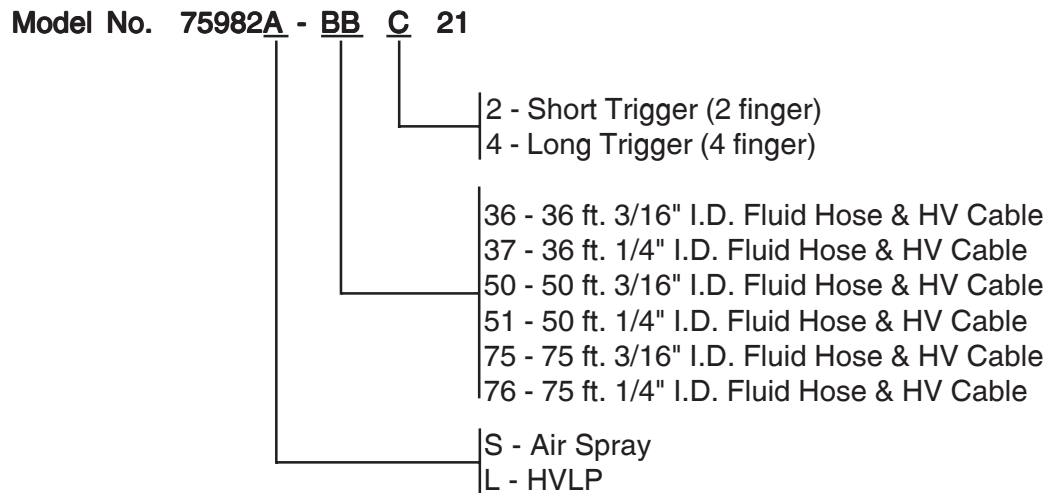 Model No. 75982A - BB C 21
2 - Short Trigger (2 finger)
4 - Long Trigger (4 finger)
36 - 36 ft. 3/16" I.D. Fluid Hose & HV Cable
37 - 36 ft. 1/4" I.D. Fluid Hose & HV Cable
50 - 50 ft. 3/16" I.D. Fluid Hose & HV Cable
51 - 50 ft. 1/4" I.D. Fluid Hose & HV Cable
75 - 75 ft. 3/16" I.D. Fluid Hose & HV Cable
76 - 75 ft. 1/4" I.D. Fluid Hose & HV Cable
S - Air Spray
L - HVLP